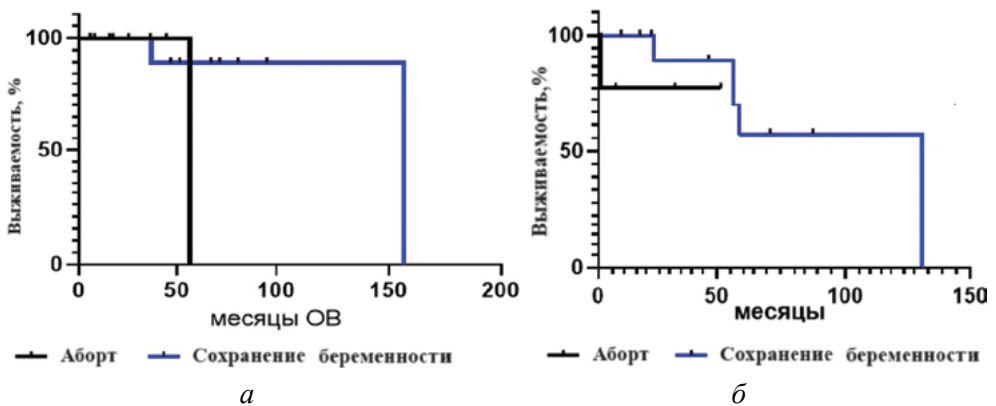 Выживаемость, %
100
50
0
0 50 100 150 200
месяцы ОВ
Аборт Сохранение беременности
а
Выживаемость,%
100
50
0
0 50 100 150
месяцы
Аборт Сохранение беременности
б